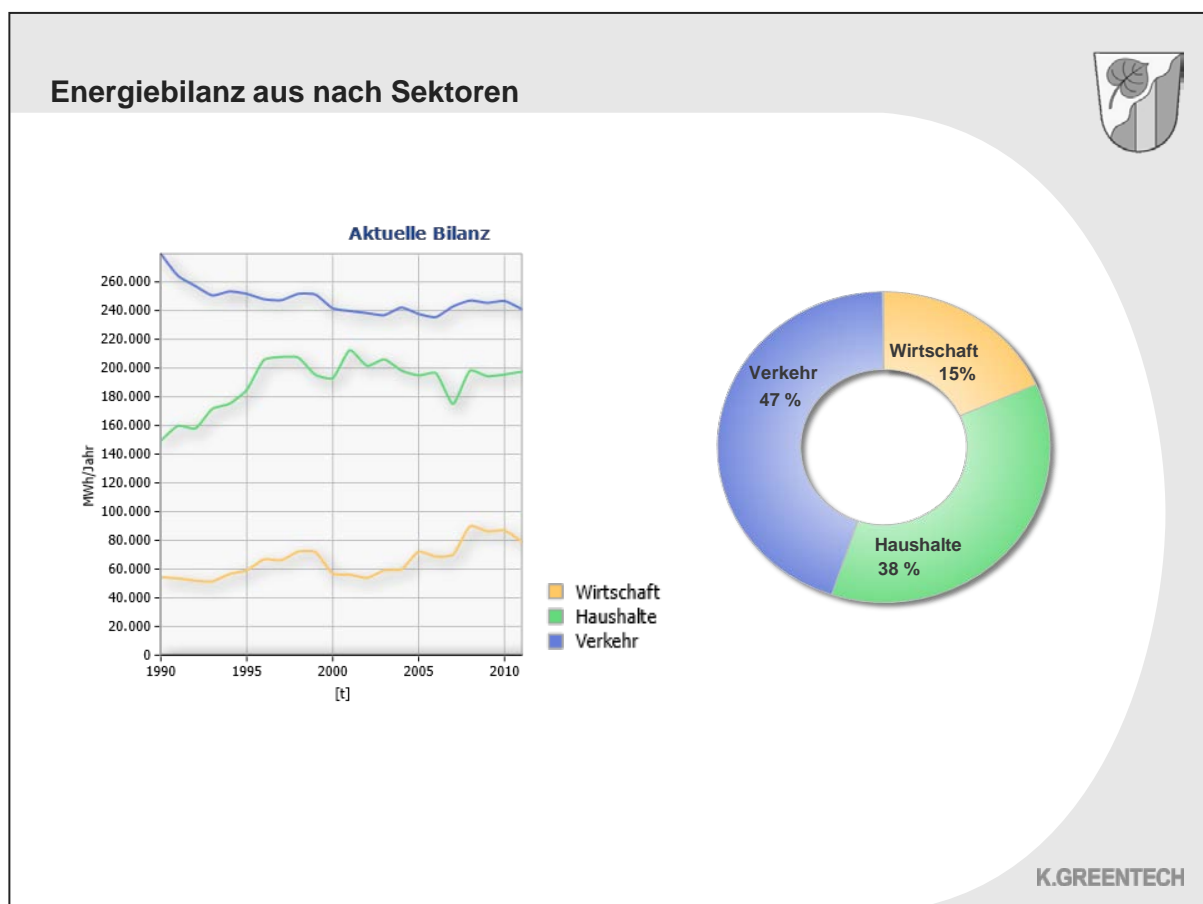 Energiebilanz aus nach Sektoren
Aktuelle Bilanz
MWh/Jahr
260.000
240.000
220.000
200.000
180.000
160.000
140.000
120.000
100.000
80.000
60.000
40.000
20.000
0
1990
1995
2000
2005
2010
[t]
Wirtschaft
Haushalte
Verkehr
Wirtschaft
15%
Verkehr
47 %
Haushalte
38 %
K.GREENTECH